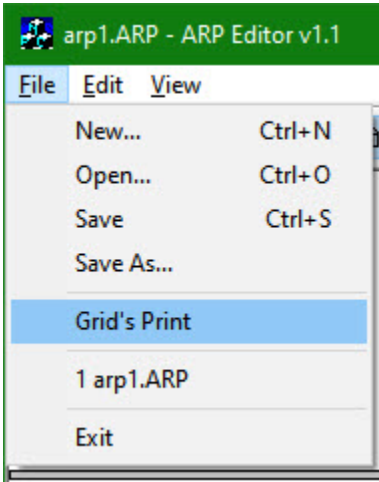 arp1.ARP - ARP Editor v1.1
File Edit View
New... Ctrl+N
Open... Ctrl+O
Save Ctrl+S
Save As...
Grid's Print
1 arp1.ARP
Exit